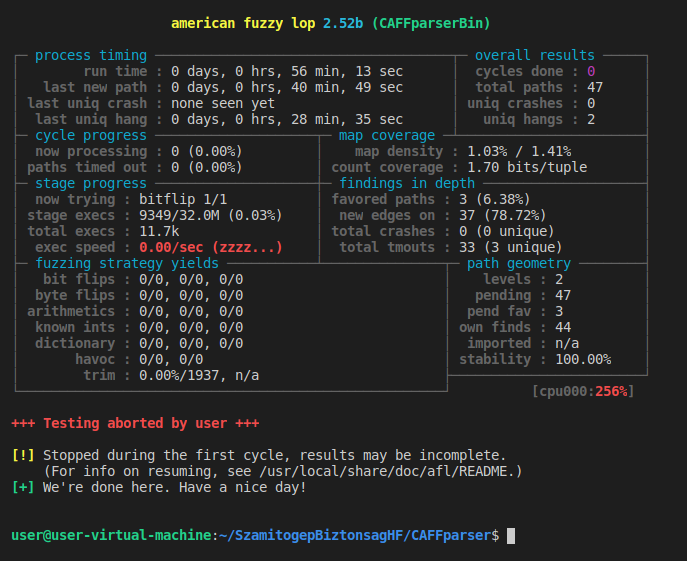 american fuzzy lop 2.52b (CAFFparserBin)
process timing overall results
run time : 0 days, 0 hrs, 56 min, 13 sec cycles done : 0
last new path : 0 days, 0 hrs, 40 min, 49 sec total paths : 47
last uniq crash : none seen yet uniq crashes : 0
last uniq hang : 0 days, 0 hrs, 28 min, 35 sec uniq hangs : 2
cycle progress map coverage
now processing : 0 (0.00%) map density : 1.03% / 1.41%
paths timed out : 0 (0.00%) count coverage : 1.70 bits/tuple
stage progress findings in depth
now trying : bitflip 1/1 favored paths : 3 (6.38%)
stage execs : 9349/32.0M (0.03%) new edges on : 37 (78.72%)
total execs : 11.7k total crashes : 0 (0 unique)
exec speed : 0.00/sec (zzzz...) total tmouts : 33 (3 unique)
fuzzing strategy yields path geometry
bit flips : 0/0, 0/0, 0/0 levels : 2
byte flips : 0/0, 0/0, 0/0 pending : 47
arithmetics : 0/0, 0/0, 0/0 pend fav : 3
known ints : 0/0, 0/0, 0/0 own finds : 44
dictionary : 0/0, 0/0, 0/0 imported : n/a
havoc : 0/0, 0/0 stability : 100.00%
trim : 0.00%/1937, n/a
[cpu000:256%]
+++ Testing aborted by user +++
[!] Stopped during the first cycle, results may be incomplete.
(For info on resuming, see /usr/local/share/doc/afl/README.)
[+] We're done here. Have a nice day!
user@user-virtual-machine:~/SzamitogepBiztonsagHF/CAFFparser$